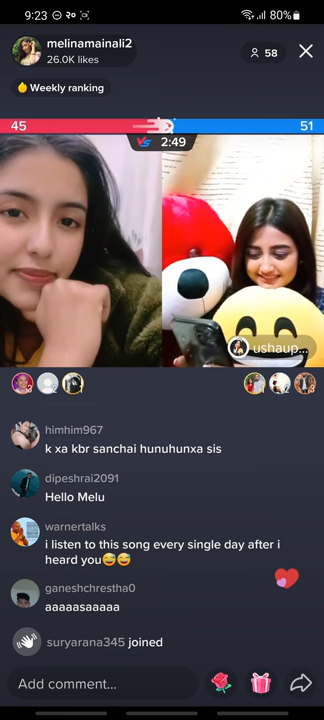 9:23 २० 80%
melinamainali2
26.0K likes
58
Weekly ranking
45 51
VS 2:49
ushaup...
himhim967
k xa kbr sanchai hunuhunxa sis
dipeshrai2091
Hello Melu
warnertalks
i listen to this song every single day after i
heard you😅😅
ganeshchrestha0
aaaaasaaaaa
suryarana345 joined
Add comment...